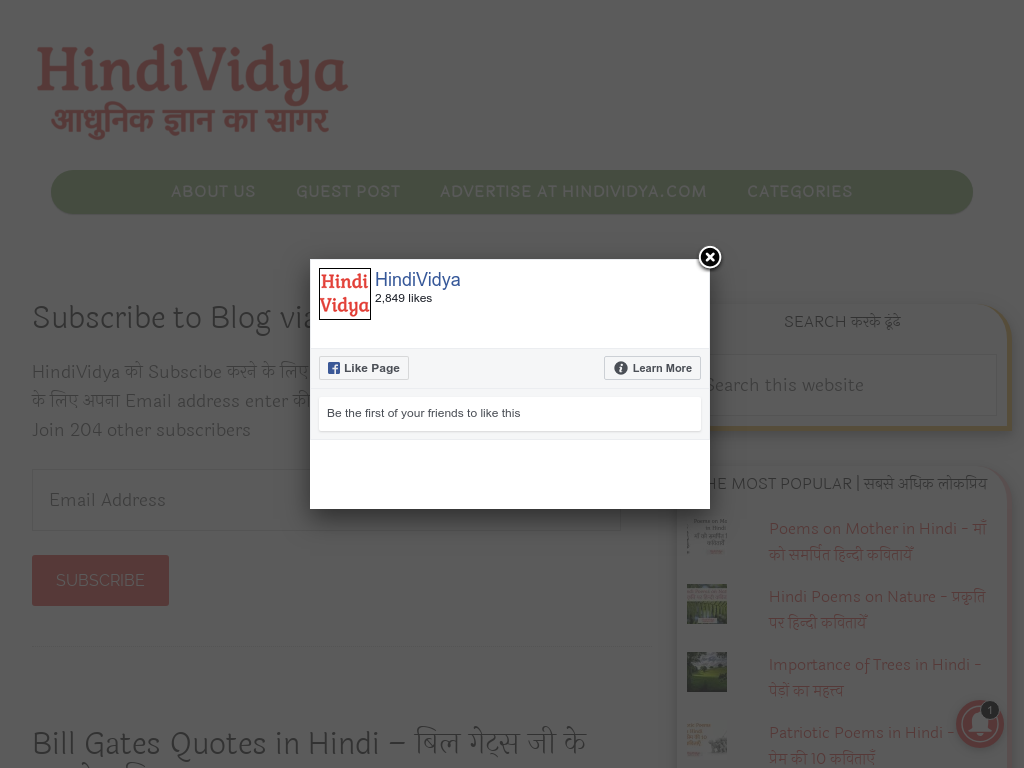 HindiVidya
आधुनिक ज्ञान का सागर
ABOUT US
GUEST POST
ADVERTISE AT HINDIVIDYA.COM
CATEGORIES
Hindi
Vidya
HindiVidya
2,849 likes
Like Page
Learn More
Be the first of your friends to like this
Subscribe to Blog via
HindiVidya को Subscibe करने के लिए
के लिए अपना Email address enter
Join 204 other subscribers
Email Address
SUBSCRIBE
Bill Gates Quotes in Hindi – बिल गेट्स जी के
SEARCH करके ढूंढे
Search this website
THE MOST POPULAR | सबसे अधिक लोकप्रिय
Poems on Mother in Hindi – माँ
को समर्पित हिन्दी कवितायेँ
Hindi Poems on Nature – प्रकृति
पर हिन्दी कवितायेँ
Importance of Trees in Hindi –
पेडों का महत्त्व
Patriotic Poems in Hindi –
प्रेम की 10 कविताएँ
1